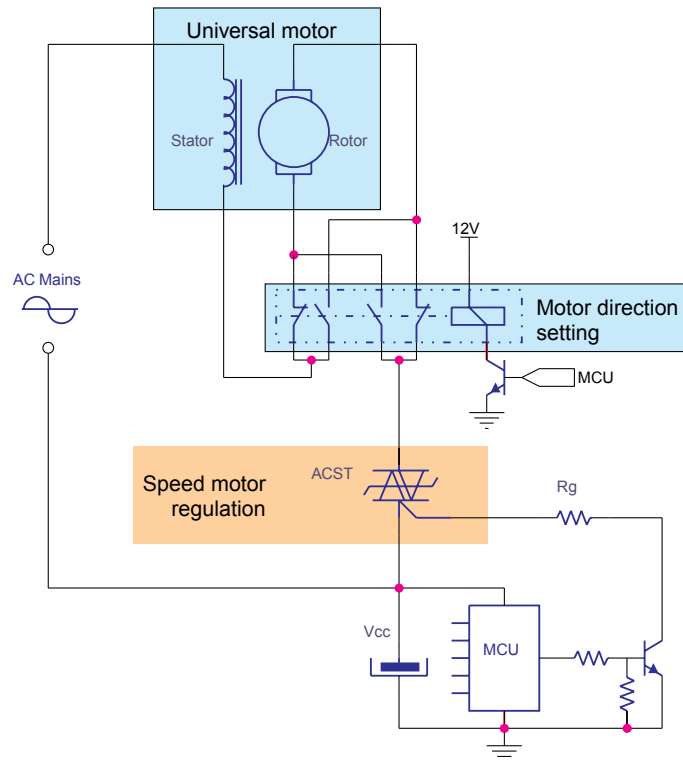 Universal motor
Stator
Rotor
12V
AC Mains
Motor direction
setting
MCU
Speed motor
regulation
ACST
Rg
Vcc
MCU